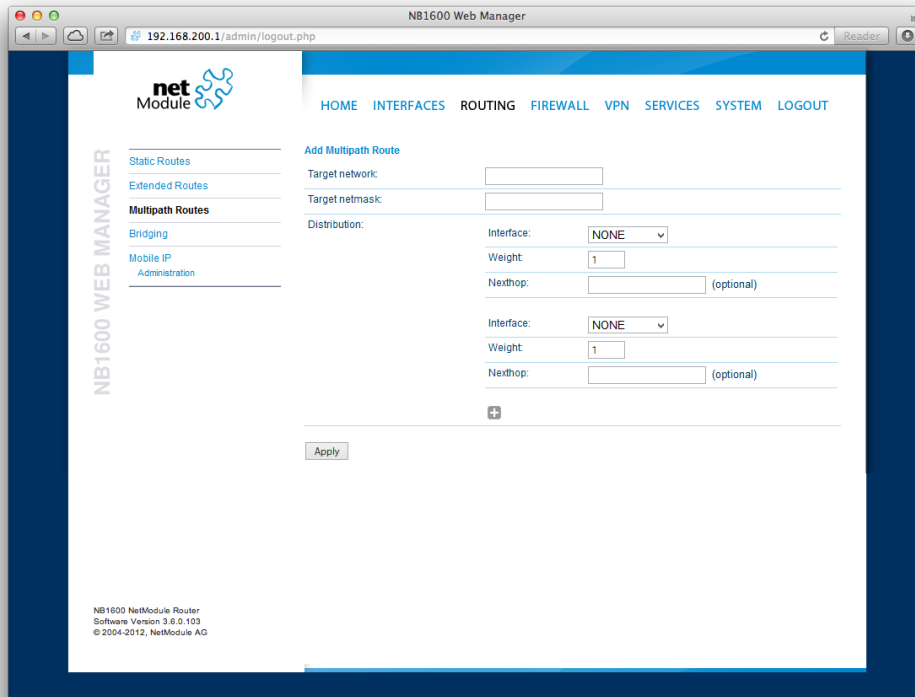 NB1600 Web Manager
192.168.200.1/admin/logout.php
Reader
net
Module
HOME INTERFACES ROUTING FIREWALL VPN SERVICES SYSTEM LOGOUT
NB1600 WEB MANAGER
Static Routes
Extended Routes
Multipath Routes
Bridging
Mobile IP
Administration
Add Multipath Route
Target network:
Target netmask:
Distribution:
Interface: NONE
Weight: 1
Nexthop: (optional)
Interface: NONE
Weight: 1
Nexthop: (optional)
Apply
NB1600 NetModule Router
Software Version 3.6.0.103
© 2004-2012, NetModule AG